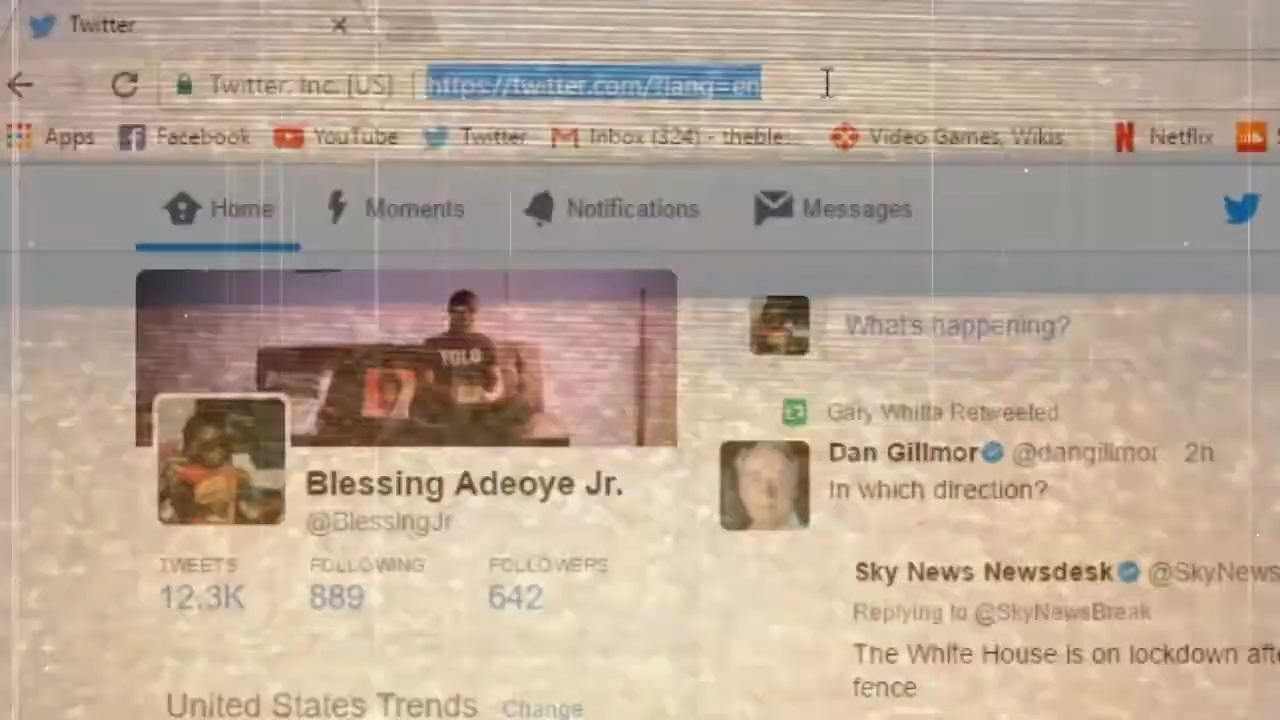 Twitter
Twitter, Inc. [US] | https://twitter.com/?lang=en
Apps Facebook YouTube Twitter Inbox (324) - theble... Video Games, Wikis, Netflix
Home Moments Notifications Messages
YOLO
What's happening?
Gary Whitta Retweeted
Dan Gillmor @dangillmor 2h
In which direction?
Blessing Adeoye Jr.
@BlessingJr
TWEETS FOLLOWING FOLLOWERS
12.3K 889 642
Sky News Newsdesk @SkyNews
Replying to @SkyNewsBreak
The White House is on lockdown afte
fence
United States Trends Change